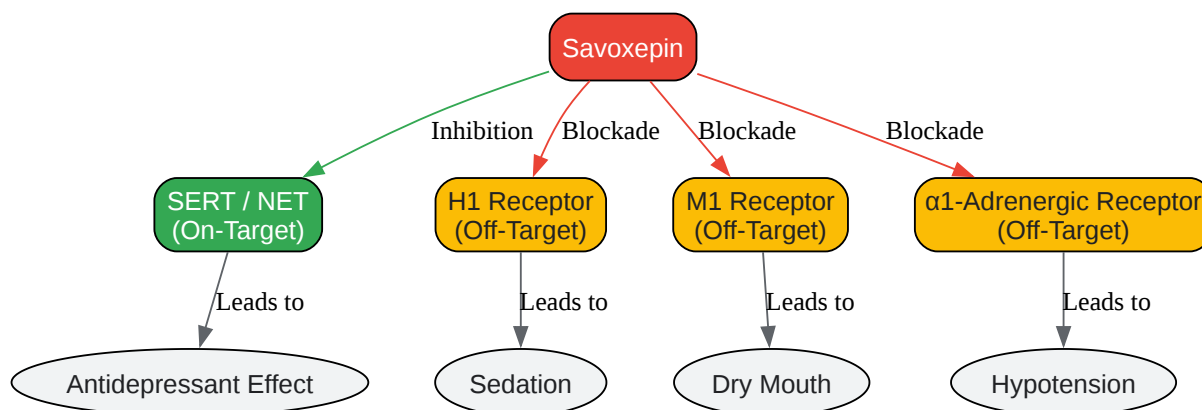 Savoxepin
Inhibition
Blockade
Blockade
Blockade
SERT / NET
(On-Target)
H1 Receptor
(Off-Target)
M1 Receptor
(Off-Target)
α1-Adrenergic Receptor
(Off-Target)
Leads to
Leads to
Leads to
Leads to
Antidepressant Effect
Sedation
Dry Mouth
Hypotension